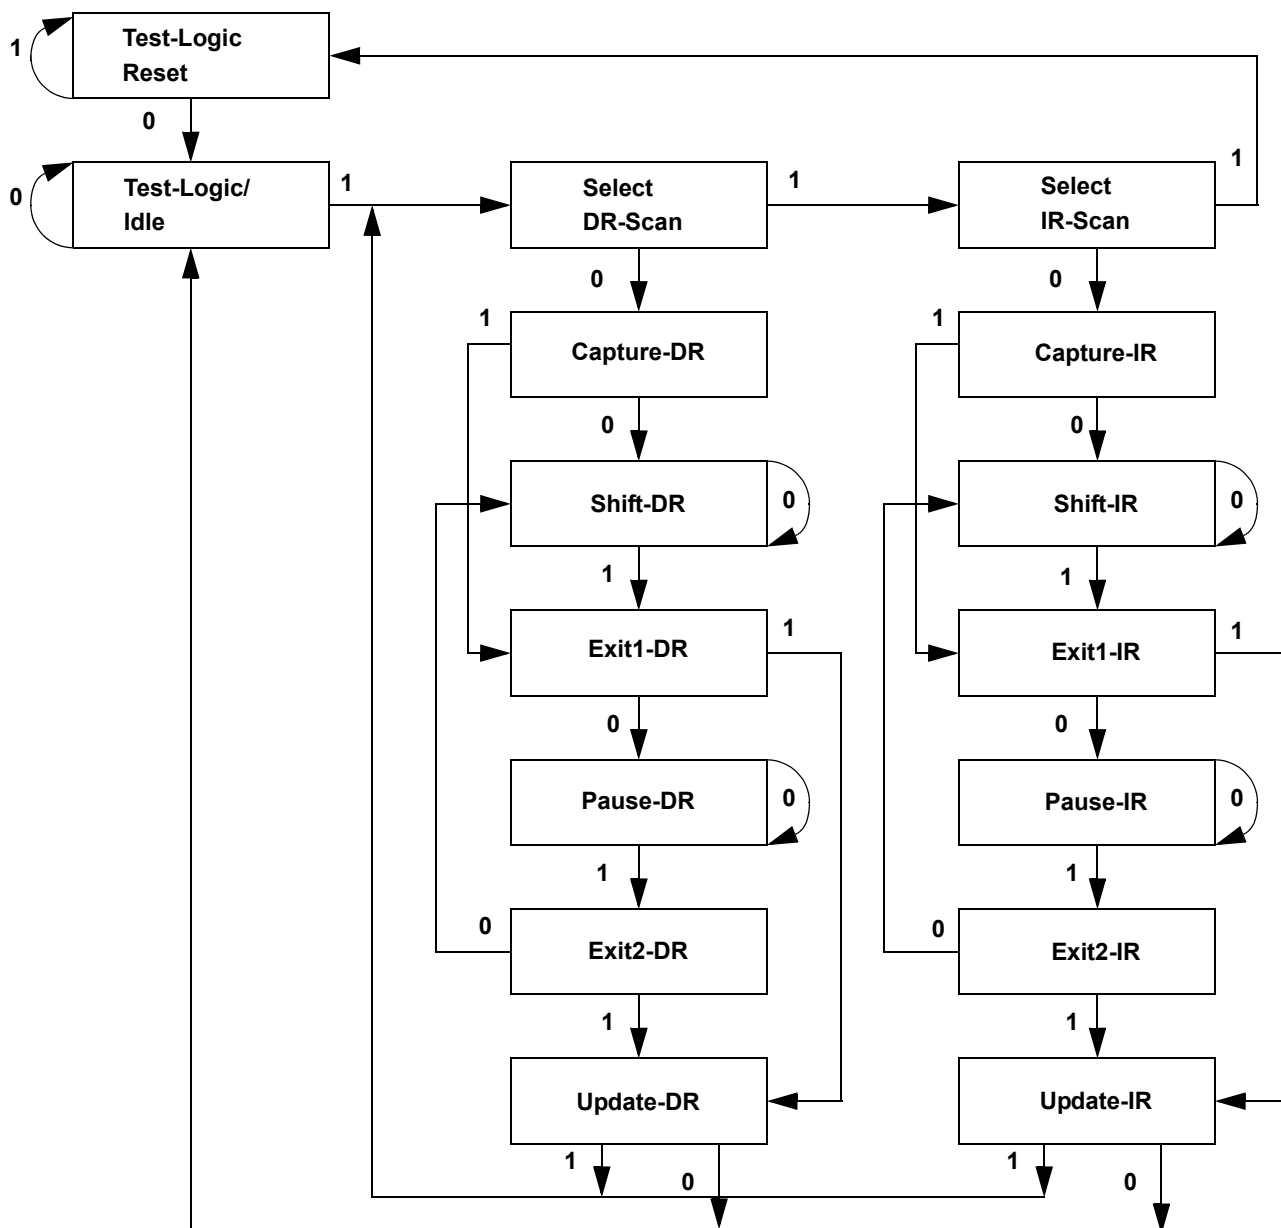 Test-Logic
Reset
1
0
Test-Logic/
Idle
0
1
Select
DR-Scan
1
Select
IR-Scan
1
0
0
1
Capture-DR
1
Capture-IR
0
0
Shift-DR
0
Shift-IR
0
1
1
Exit1-DR
1
Exit1-IR
1
0
0
Pause-DR
0
Pause-IR
0
1
1
0
Exit2-DR
0
Exit2-IR
1
1
Update-DR
Update-IR
1
0
1
0